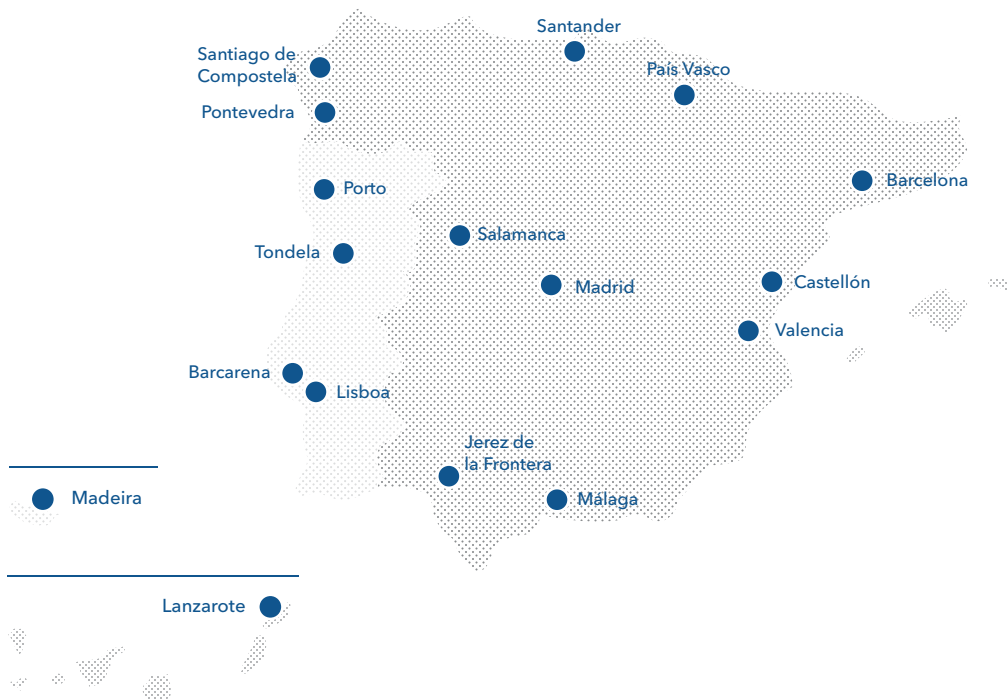 Santander
Santiago de
Compostela
País Vasco
Pontevedra
Barcelona
Porto
Salamanca
Tondela
Madrid
Castellón
Valencia
Barcarena
Lisboa
Jerez de
la Frontera
Madeira
Málaga
Lanzarote